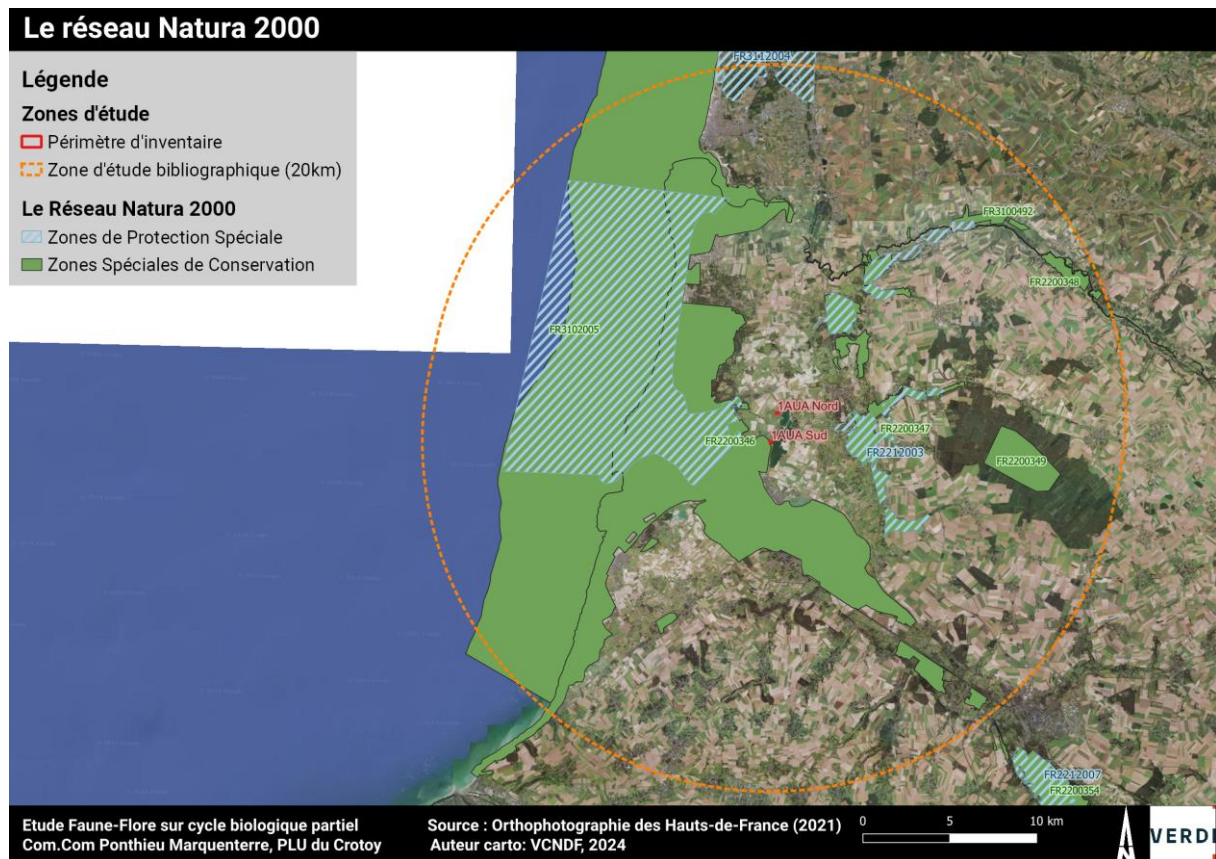 Le réseau Natura 2000
Légende
Zones d'étude
Périmètre d'inventaire
Zone d'étude bibliographique (20km)
Le Réseau Natura 2000
Zones de Protection Spéciale
Zones Spéciales de Conservation
FR3112004
FR3100492
FR2200348
FR3102005
1AUA Nord
FR2200346
1AUA Sud
FR2200347
FR2212003
FR2200349
FR2212007
FR2200354
Etude Faune-Flore sur cycle biologique partiel
Com.Com Ponthieu Marquenterre, PLU du Crotoy
Source : Orthophotographie des Hauts-de-France (2021)
Auteur carto: VCNDF, 2024
0 5 10 km
N
VERDI